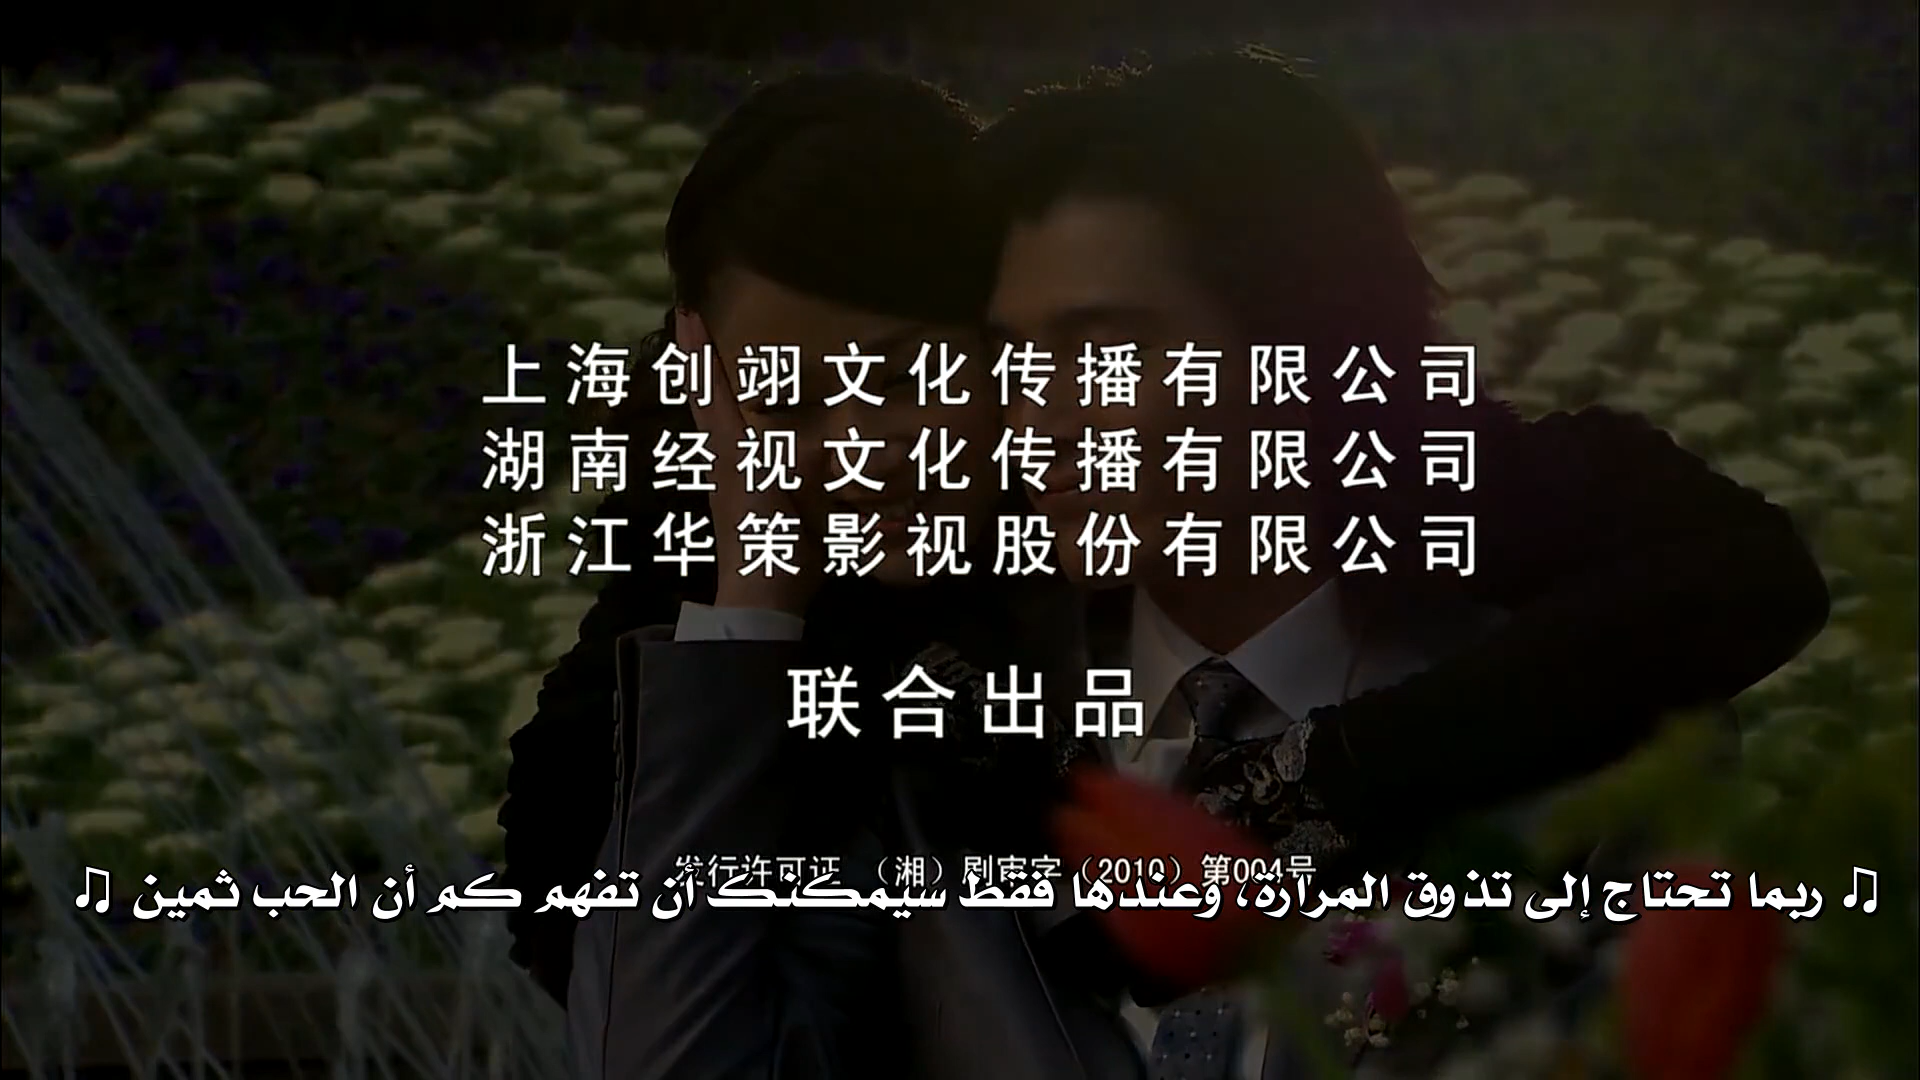 上海创翊文化传播有限公司
湖南经视文化传播有限公司
浙江华策影视股份有限公司
联合出品
发行许可证 （湘）剧审字（2010）第004号
♫ ربما تحتاج إلى تذوق المرارة، وعندها فقط سيمكنك أن تفهم كم أن الحب ثمين ♫